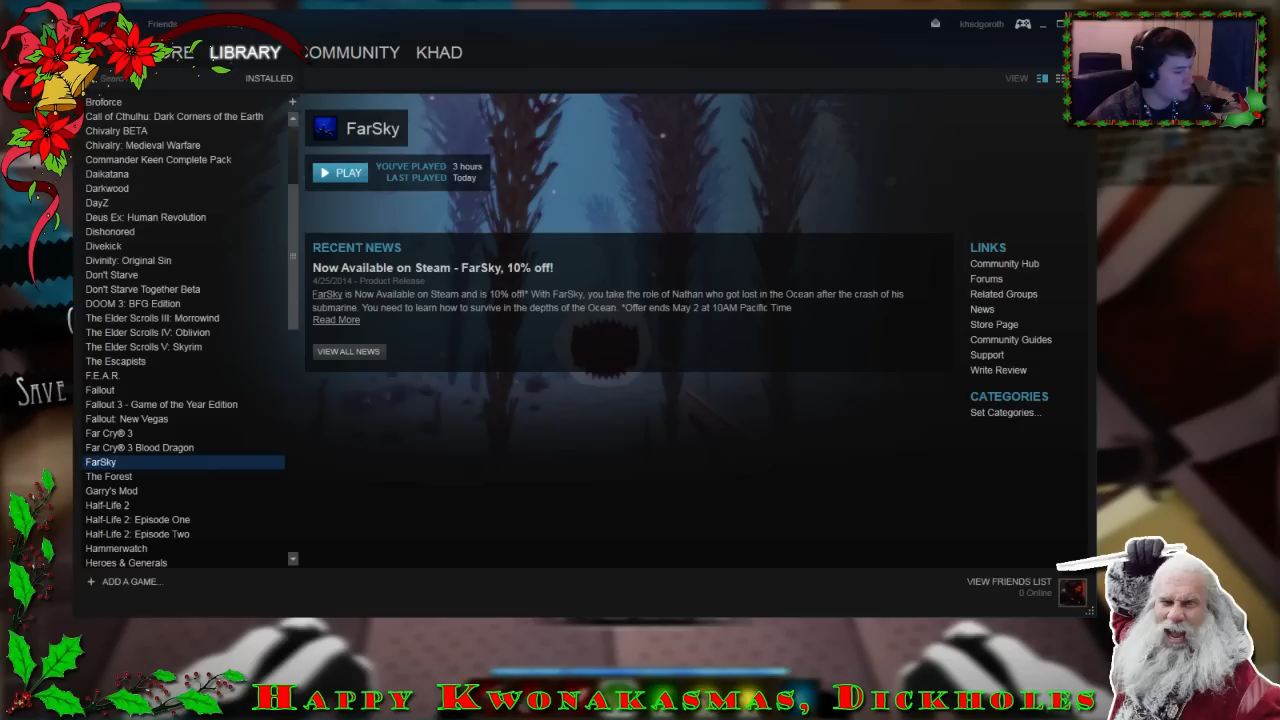 Friends
khadgoroth
RE LIBRARY COMMUNITY KHAD
Search
INSTALLED
VIEW
Broforce
Call of Cthulhu: Dark Corners of the Earth
Chivalry BETA
Chivalry: Medieval Warfare
Commander Keen Complete Pack
Daikatana
Darkwood
DayZ
Deus Ex: Human Revolution
Dishonored
Divekick
Divinity: Original Sin
Don't Starve
Don't Starve Together Beta
DOOM 3: BFG Edition
The Elder Scrolls III: Morrowind
The Elder Scrolls IV: Oblivion
The Elder Scrolls V: Skyrim
The Escapists
F.E.A.R.
Fallout
Fallout 3 - Game of the Year Edition
Fallout: New Vegas
Far Cry® 3
Far Cry® 3 Blood Dragon
FarSky
The Forest
Garry's Mod
Half-Life 2
Half-Life 2: Episode One
Half-Life 2: Episode Two
Hammerwatch
Heroes & Generals
+ ADD A GAME...
FarSky
PLAY
YOU'VE PLAYED 3 hours
LAST PLAYED Today
RECENT NEWS
Now Available on Steam - FarSky, 10% off!
4/25/2014 - Product Release
FarSky is Now Available on Steam and is 10% off!* With FarSky, you take the role of Nathan who got lost in the Ocean after the crash of his
submarine. You need to learn how to survive in the depths of the Ocean. *Offer ends May 2 at 10AM Pacific Time
Read More
VIEW ALL NEWS
LINKS
Community Hub
Forums
Related Groups
News
Store Page
Community Guides
Support
Write Review
CATEGORIES
Set Categories...
VIEW FRIENDS LIST
0 Online
SAVE
HAPPY KWONAKASMAS, DICKHOLES